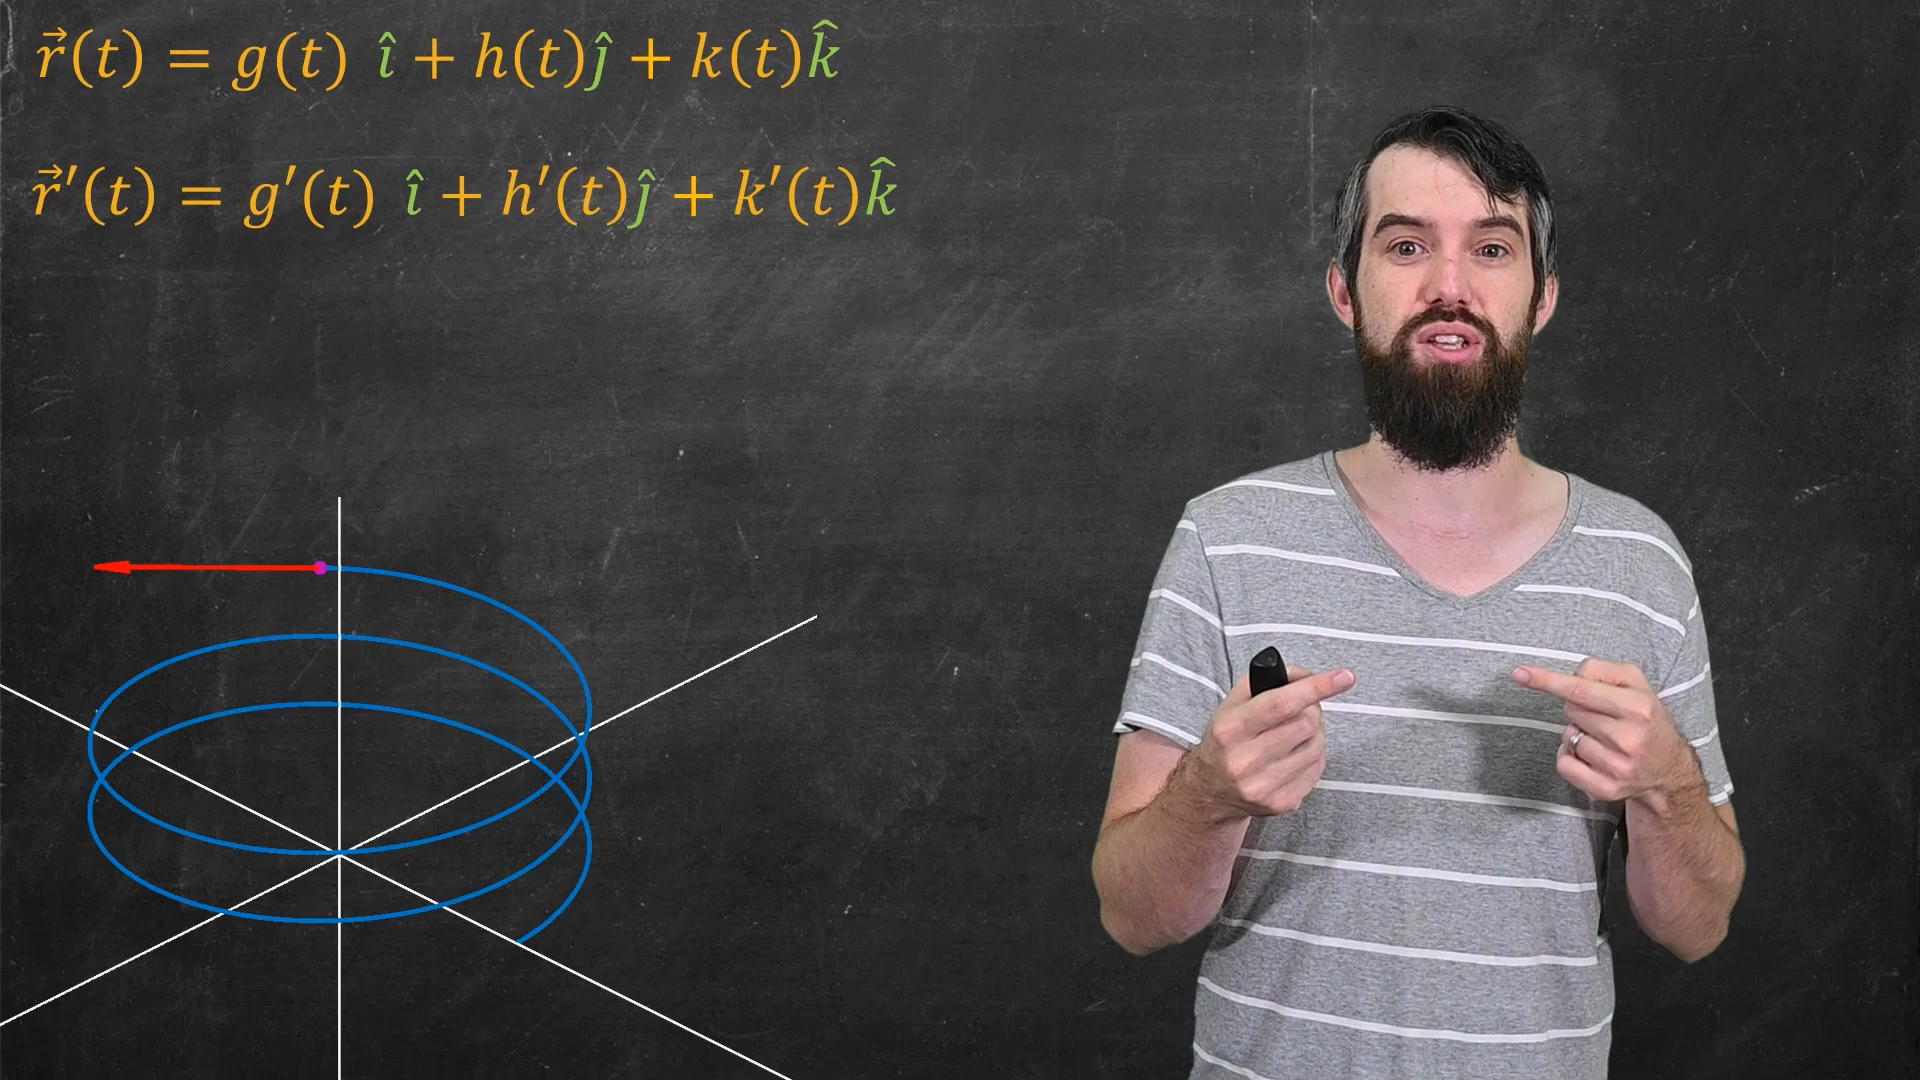 r⃗(t) = g(t) î + h(t)ĵ + k(t)k̂
r⃗′(t) = g′(t) î + h′(t)ĵ + k′(t)k̂